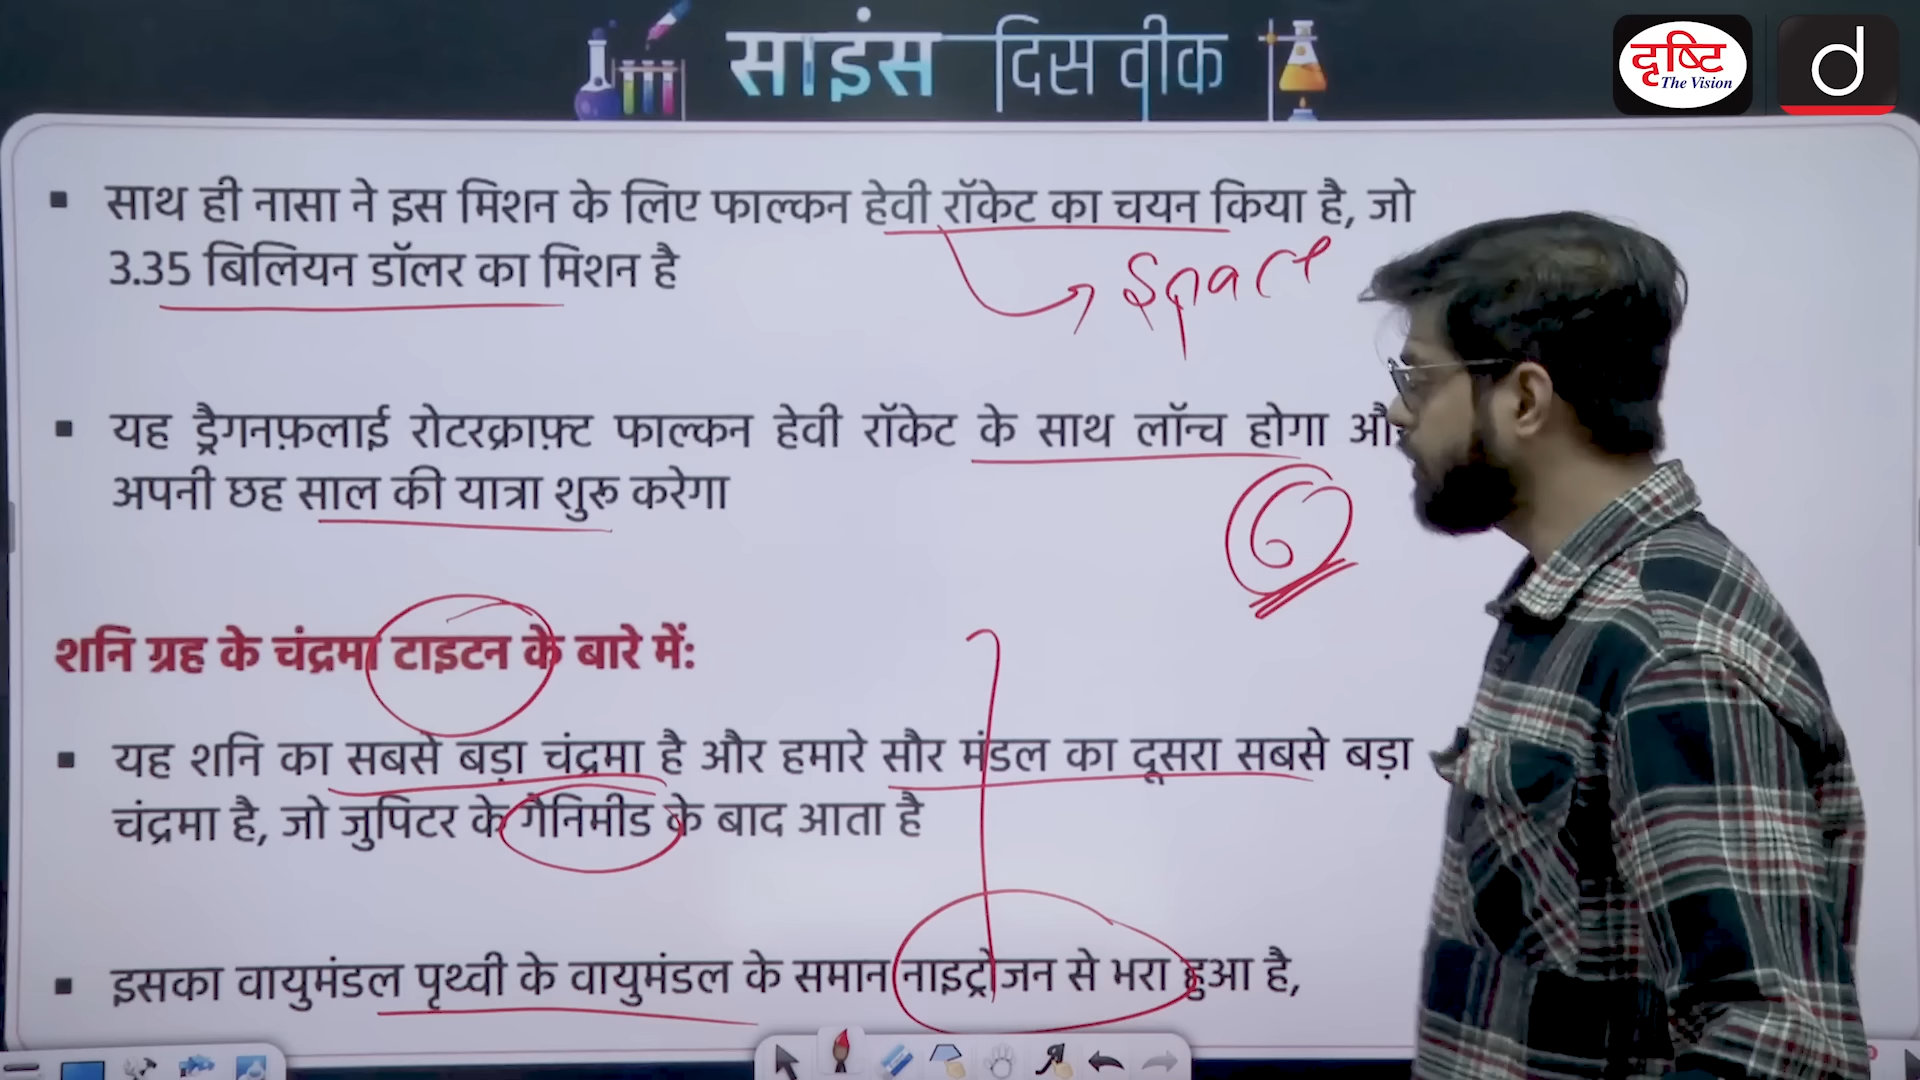 साइंस दिस वीक
दृष्टि
The Vision
d
साथ ही नासा ने इस मिशन के लिए फाल्कन हेवी रॉकेट का चयन किया है, जो
3.35 बिलियन डॉलर का मिशन है
Space
यह ड्रैगनफ़लाई रोटरक्राफ़्ट फाल्कन हेवी रॉकेट के साथ लॉन्च होगा
अपनी छह साल की यात्रा शुरू करेगा
6
शनि ग्रह के चंद्रमा टाइटन के बारे में:
यह शनि का सबसे बड़ा चंद्रमा है और हमारे सौर मंडल का दूसरा सबसे बड़ा
चंद्रमा है, जो जुपिटर के गैनिमीड के बाद आता है
इसका वायुमंडल पृथ्वी के वायुमंडल के समान नाइट्रोजन से भरा हुआ है,